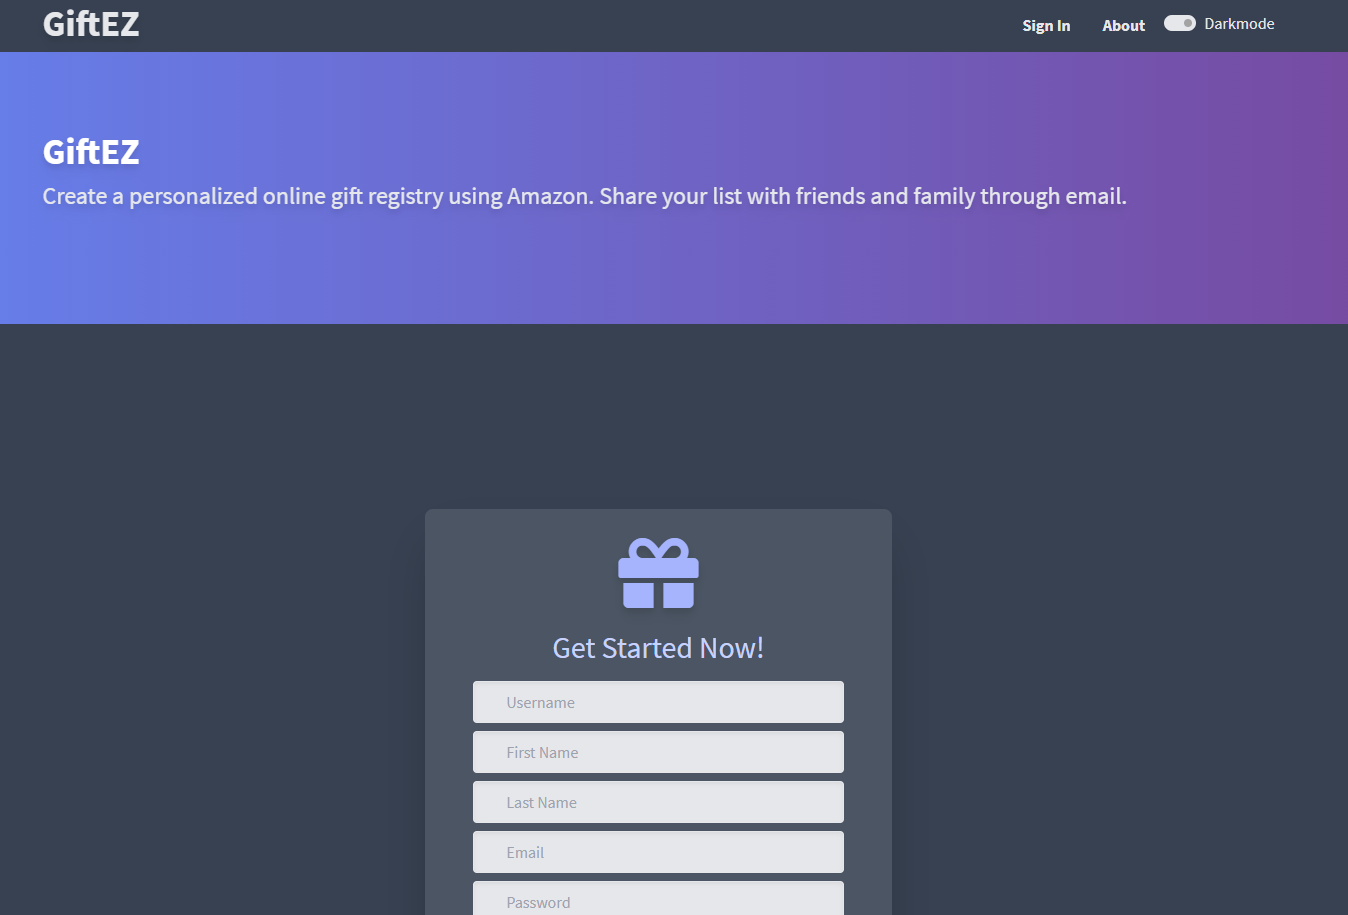 GiftEZ
Sign In
About
Darkmode
GiftEZ
Create a personalized online gift registry using Amazon. Share your list with friends and family through email.
Get Started Now!
Username
First Name
Last Name
Email
Password